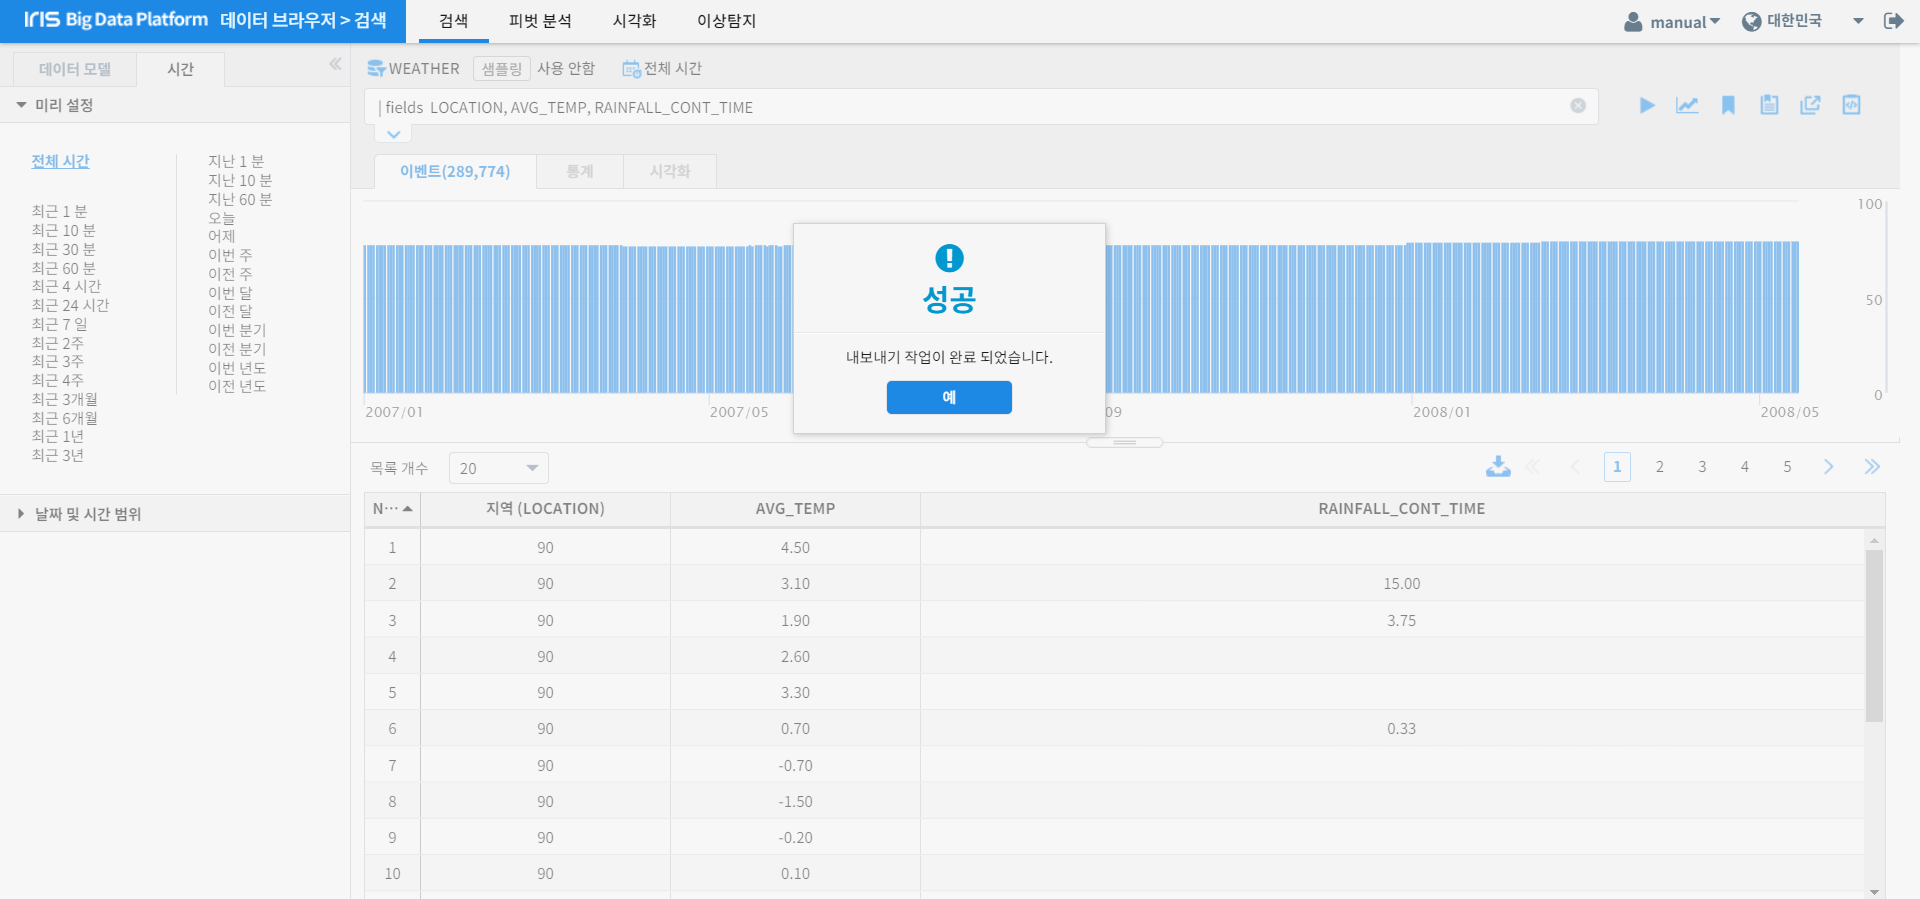 IRIS Big Data Platform 데이터 브라우저 > 검색
검색 피벗 분석 시각화 이상탐지
manual 대한민국
데이터 모델 시간
미리 설정
전체 시간
최근 1 분
최근 10 분
최근 30 분
최근 60 분
최근 4 시간
최근 24 시간
최근 7 일
최근 2주
최근 3주
최근 4주
최근 3개월
최근 6개월
최근 1년
최근 3년
지난 1 분
지난 10 분
지난 60 분
오늘
어제
이번 주
이전 주
이번 달
이전 달
이번 분기
이전 분기
이번 년도
이전 년도
날짜 및 시간 범위
WEATHER 샘플링 사용 안함 전체 시간
| fields LOCATION, AVG_TEMP, RAINFALL_CONT_TIME
이벤트(289,774) 통계 시각화
100
50
0
2007/01 2007/05 09 2008/01 2008/05
성공
내보내기 작업이 완료 되었습니다.
예
목록 개수 20
1 2 3 4 5
N... 지역 (LOCATION) AVG_TEMP RAINFALL_CONT_TIME
1 90 4.50
2 90 3.10 15.00
3 90 1.90 3.75
4 90 2.60
5 90 3.30
6 90 0.70 0.33
7 90 -0.70
8 90 -1.50
9 90 -0.20
10 90 0.10